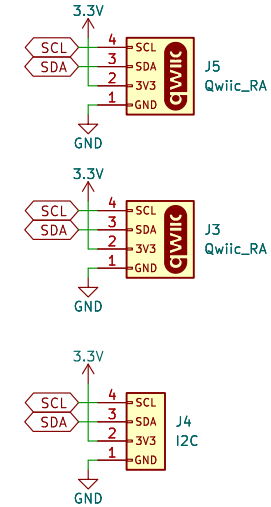 3.3V
SCL 4 SCL
SDA 3 SDA J5
2 3V3 Qwiic_RA
1 GND
qwiic
GND
3.3V
SCL 4 SCL
SDA 3 SDA J3
2 3V3 Qwiic_RA
1 GND
qwiic
GND
3.3V
SCL 4 SCL
SDA 3 SDA J4
2 3V3 I2C
1 GND
GND